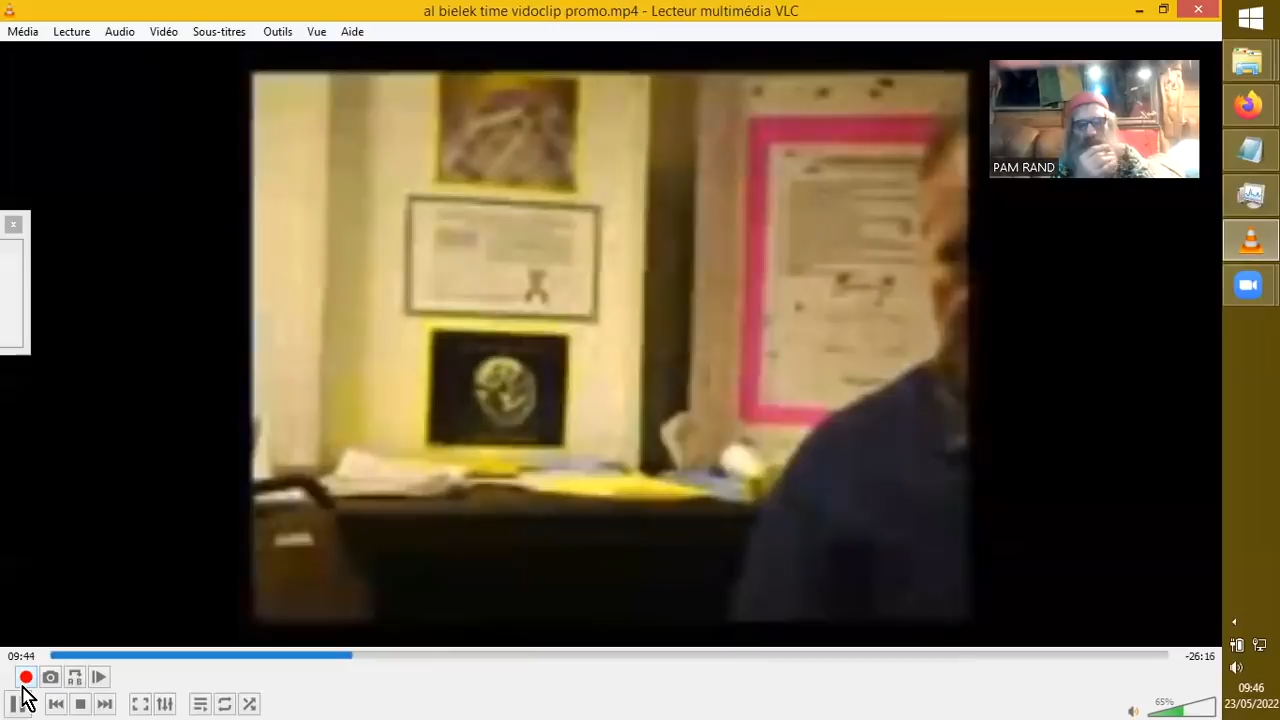 al bielek time vidoclip promo.mp4 - Lecteur multimédia VLC
Média Lecture Audio Vidéo Sous-titres Outils Vue Aide
PAM RAND
09:44
-26:16
65%
09:46
23/05/2022